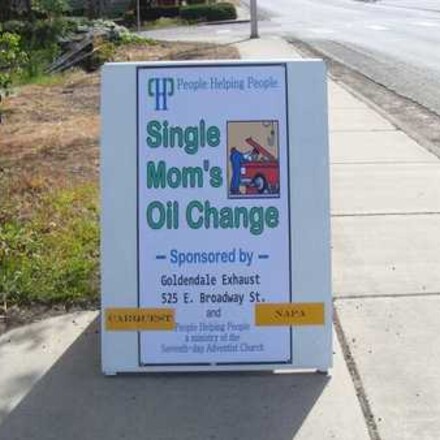 PHP People Helping People
Single
Mom's
Oil Change
– Sponsored by –
Goldendale Exhaust
525 E. Broadway St.
and
CARQUEST
NAPA
People Helping People
a ministry of the
Seventh-day Adventist Church